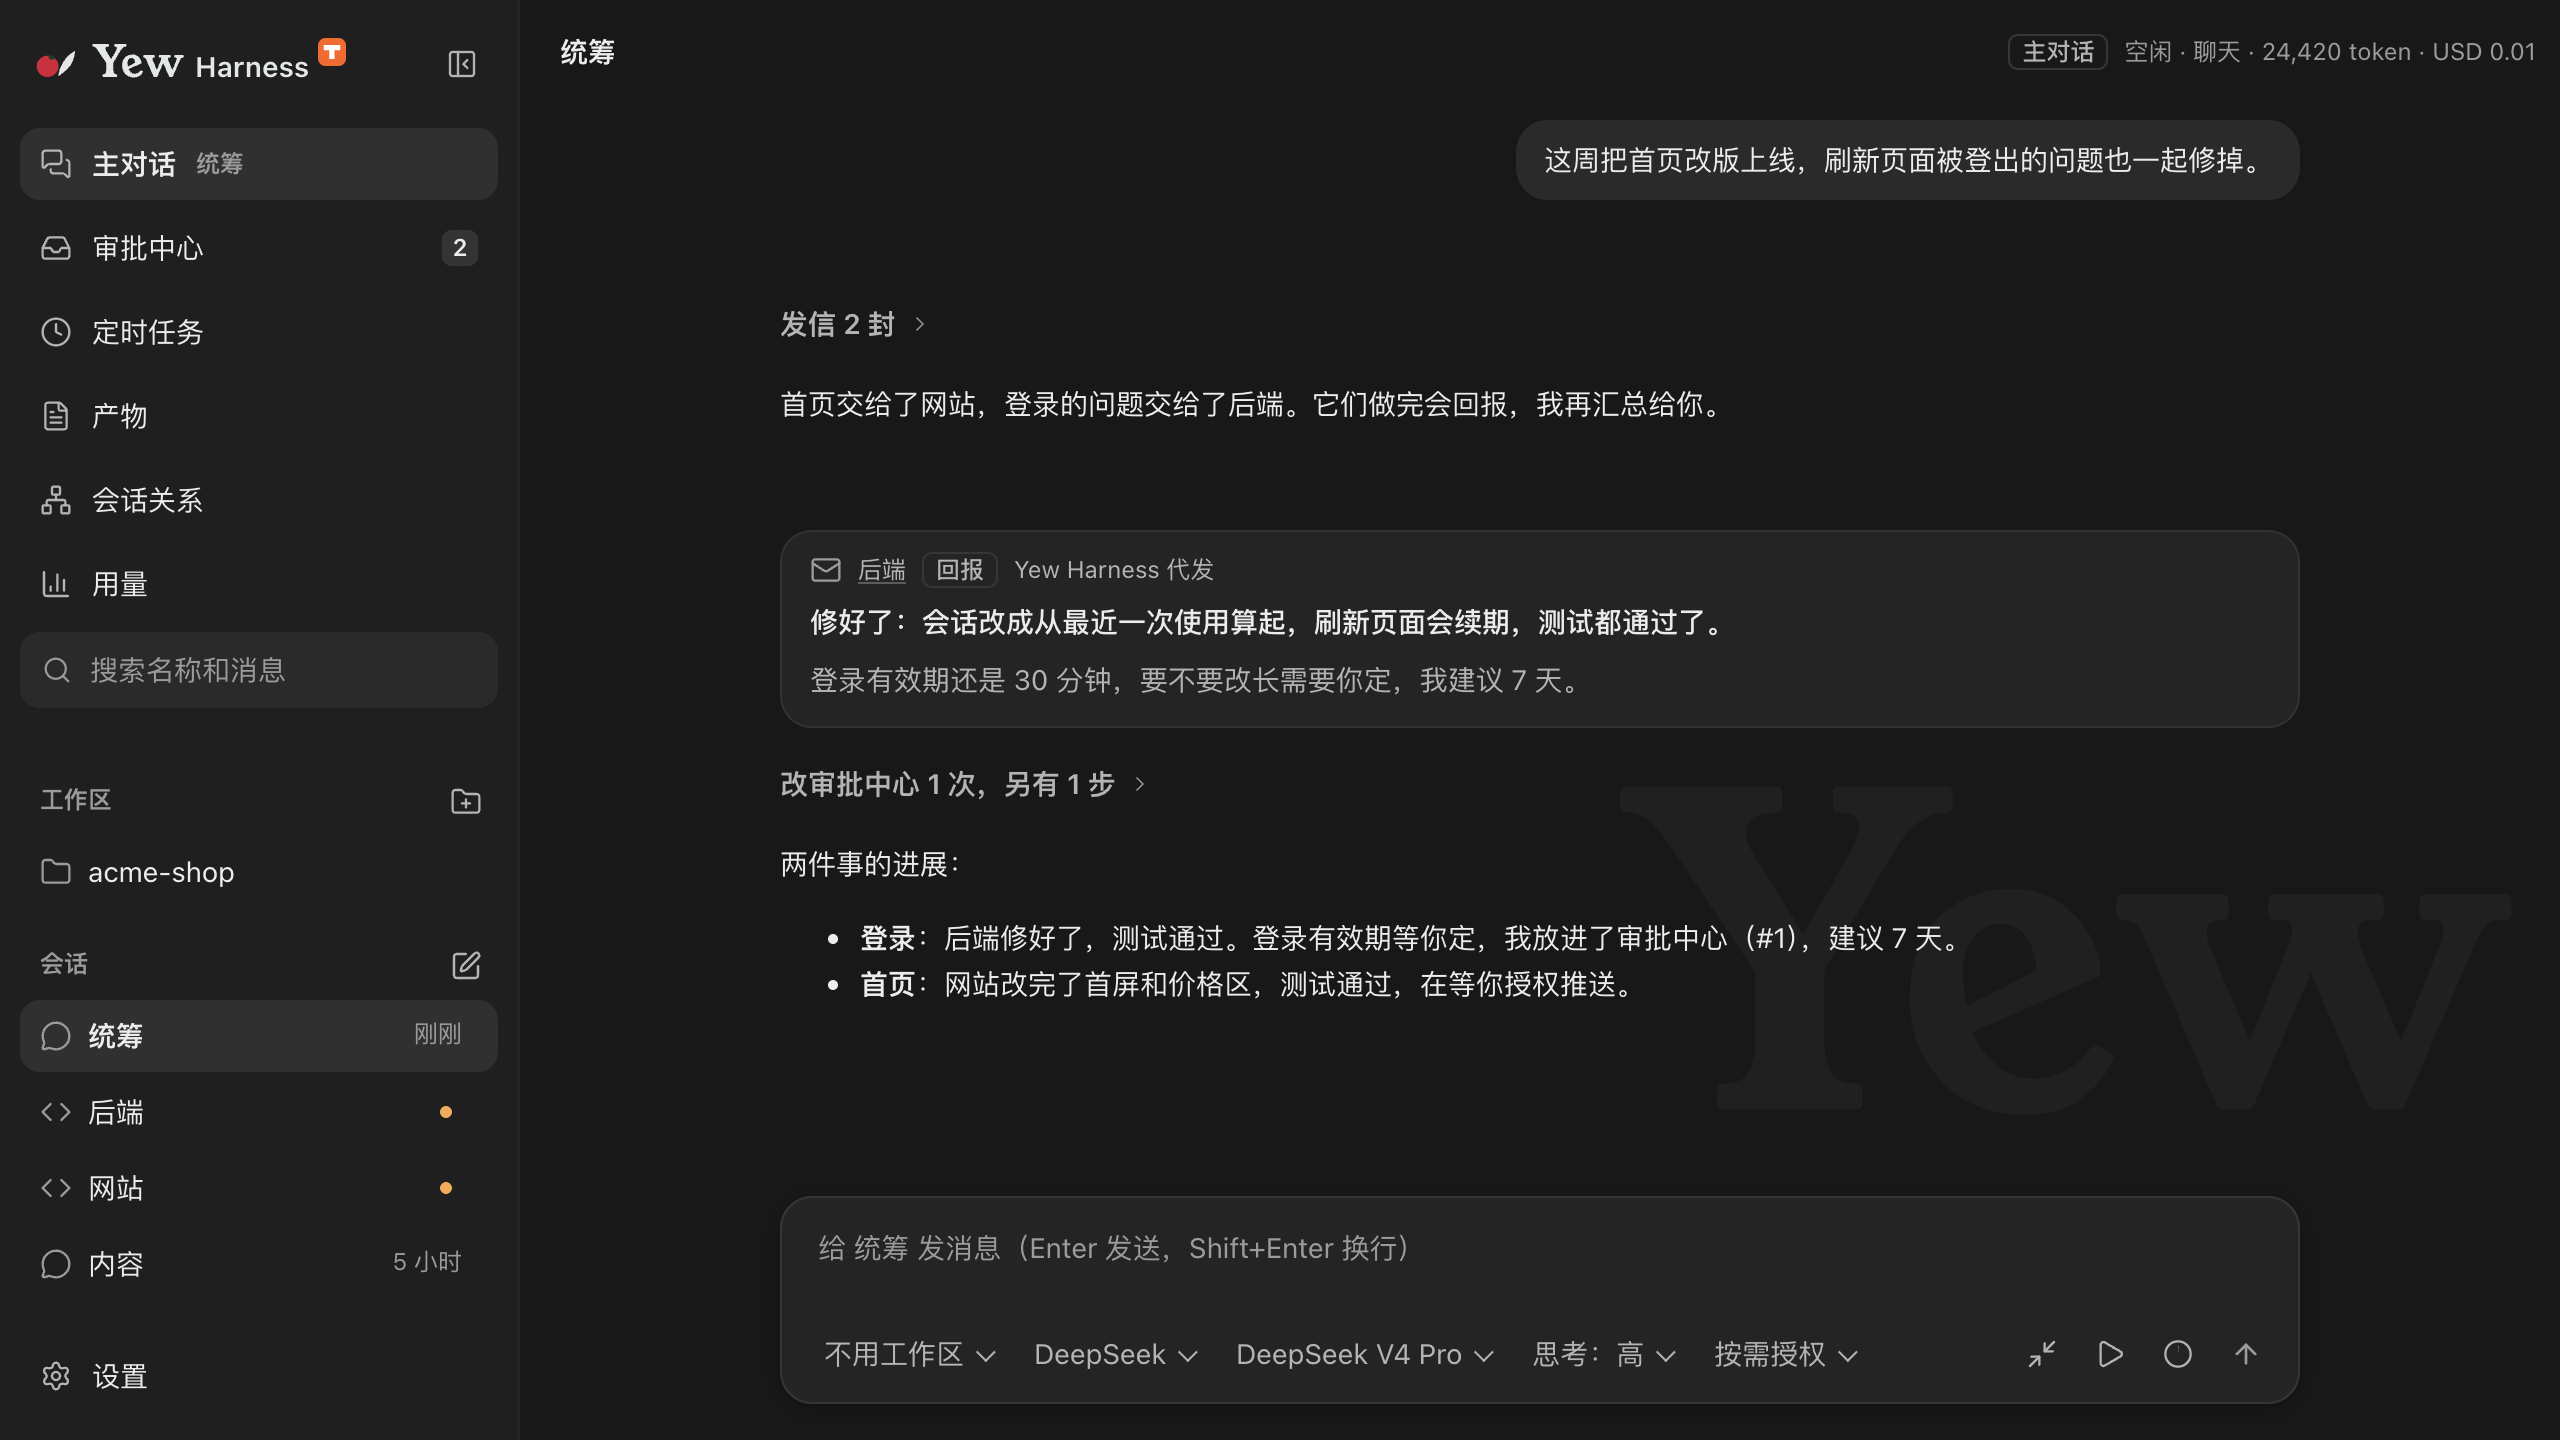 Yew Harness T
主对话 统筹
审批中心 2
定时任务
产物
会话关系
用量
搜索名称和消息
工作区
acme-shop
会话
统筹 刚刚
后端
网站
内容 5 小时
设置
统筹
主对话 空闲 · 聊天 · 24,420 token · USD 0.01
这周把首页改版上线，刷新页面被登出的问题也一起修掉。
发信 2 封
首页交给了网站，登录的问题交给了后端。它们做完会回报，我再汇总给你。
后端 回报 Yew Harness 代发
修好了：会话改成从最近一次使用算起，刷新页面会续期，测试都通过了。
登录有效期还是 30 分钟，要不要改长需要你定，我建议 7 天。
改审批中心 1 次，另有 1 步
两件事的进展：
• 登录：后端修好了，测试通过。登录有效期等你定，我放进了审批中心（#1），建议 7 天。
• 首页：网站改完了首屏和价格区，测试通过，在等你授权推送。
Yew
给 统筹 发消息（Enter 发送，Shift+Enter 换行）
不用工作区 DeepSeek DeepSeek V4 Pro 思考：高 按需授权